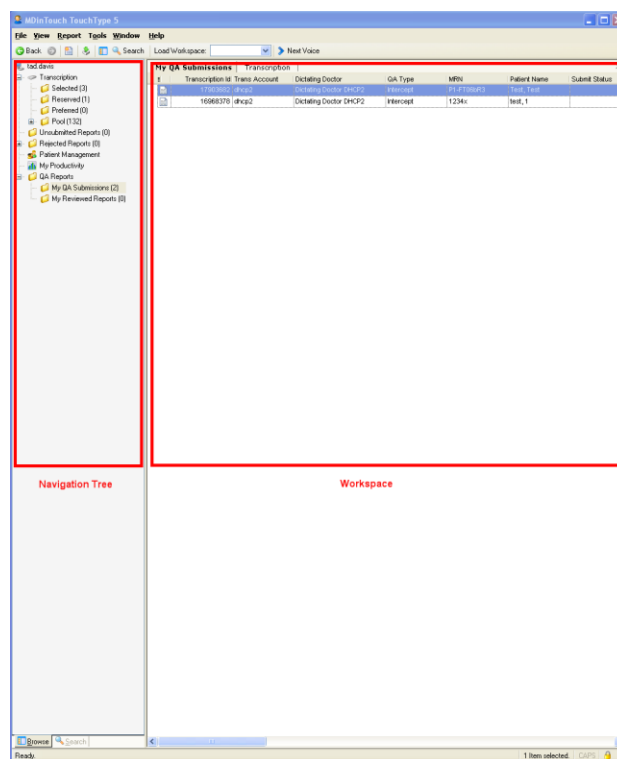 MDinTouch TouchType 5
File View Report Tools Window Help
Back Search Load Workspace: Next Voice
tad.davis
Transcription
Selected (3)
Reserved (1)
Preferred (0)
Pool (132)
Unsubmitted Reports (0)
Rejected Reports (0)
Patient Management
My Productivity
QA Reports
My QA Submissions (2)
My Reviewed Reports (0)
My QA Submissions Transcription
t Transcription Id Trans Account Dictating Doctor QA Type MRN Patient Name Submit Status
dhcp2 Dictating Doctor DHCP2 Intercept Test, Test
16968378 dhcp2 Dictating Doctor DHCP2 Intercept 1234x test, 1
Navigation Tree
Workspace
Browse Search
Ready. 1 Item selected. CAPS